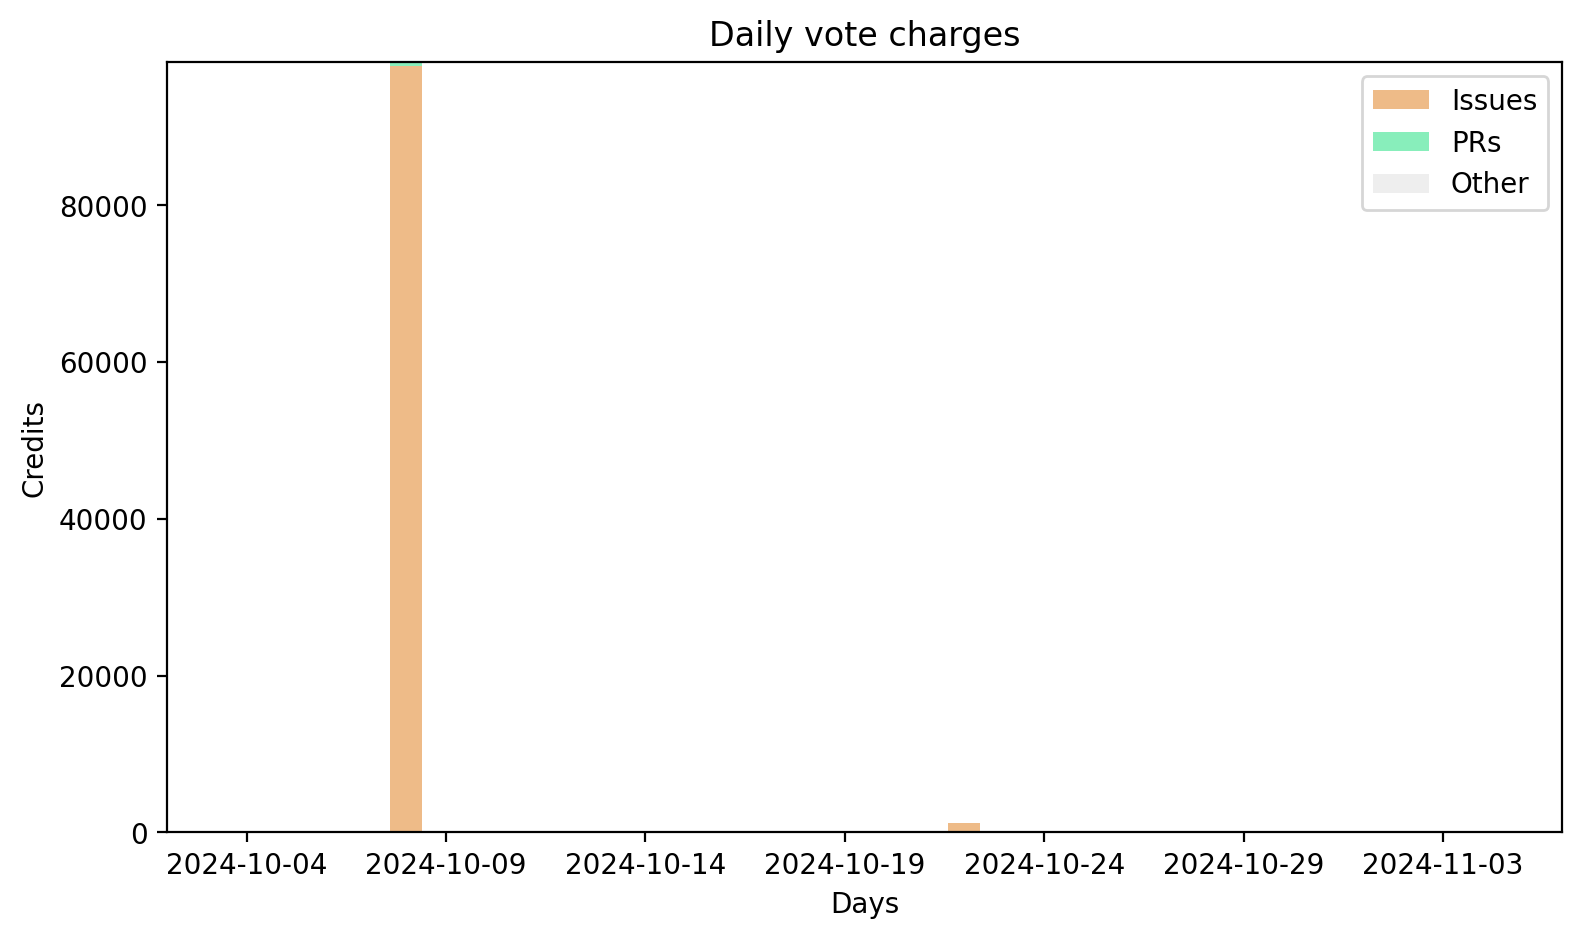 Daily vote charges
Issues
PRs
Other
80000
60000
40000
20000
0
Credits
2024-10-04
2024-10-09
2024-10-14
2024-10-19
2024-10-24
2024-10-29
2024-11-03
Days